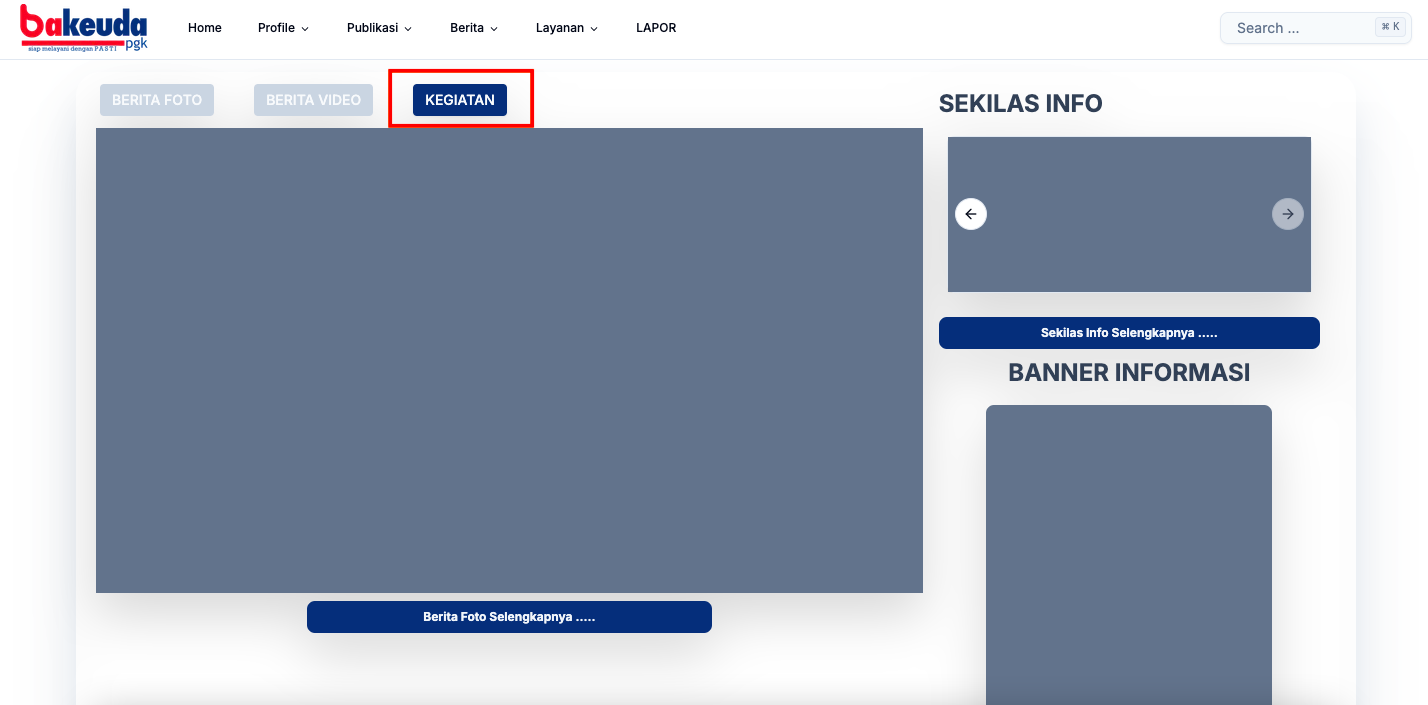 bakeuda
pgk
siap melayani dengan PASTI
Home Profile Publikasi Berita Layanan LAPOR
Search ... ⌘ K
BERITA FOTO BERITA VIDEO KEGIATAN
SEKILAS INFO
Sekilas Info Selengkapnya .....
BANNER INFORMASI
Berita Foto Selengkapnya .....